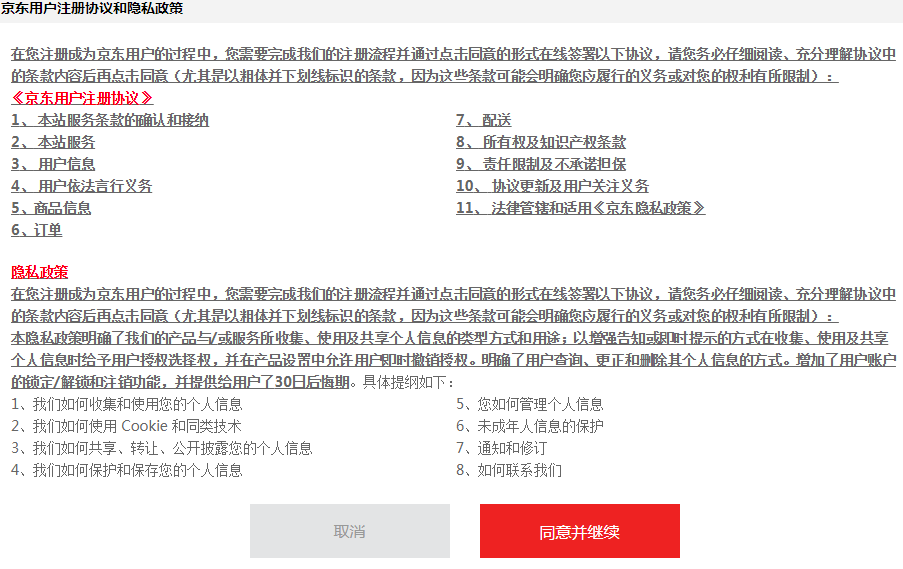 京东用户注册协议和隐私政策
在您注册成为京东用户的过程中，您需要完成我们的注册流程并通过点击同意的形式在线签署以下协议，请您务必仔细阅读、充分理解协议中
的条款内容后再点击同意（尤其是以粗体并下划线标识的条款，因为这些条款可能会明确您应履行的义务或对您的权利有所限制）：
《京东用户注册协议》
1、 本站服务条款的确认和接纳
2、 本站服务
3、 用户信息
4、 用户依法言行义务
5、商品信息
6、订单
7、 配送
8、 所有权及知识产权条款
9、 责任限制及不承诺担保
10、 协议更新及用户关注义务
11、 法律管辖和适用《京东隐私政策》
隐私政策
在您注册成为京东用户的过程中，您需要完成我们的注册流程并通过点击同意的形式在线签署以下协议，请您务必仔细阅读、充分理解协议中
的条款内容后再点击同意（尤其是以粗体并下划线标识的条款，因为这些条款可能会明确您应履行的义务或对您的权利有所限制）：
本隐私政策明确了我们的产品与/或服务所收集、使用及共享个人信息的类型方式和用途；以增强告知或即时提示的方式在收集、使用及共享
个人信息时给予用户授权选择权，并在产品设置中允许用户即时撤销授权。明确了用户查询、更正和删除其个人信息的方式。增加了用户账户
的锁定/解锁和注销功能，并提供给用户了30日后悔期。具体提纲如下：
1、我们如何收集和使用您的个人信息
2、我们如何使用 Cookie 和同类技术
3、我们如何共享、转让、公开披露您的个人信息
4、我们如何保护和保存您的个人信息
5、您如何管理个人信息
6、未成年人信息的保护
7、通知和修订
8、如何联系我们
取消
同意并继续